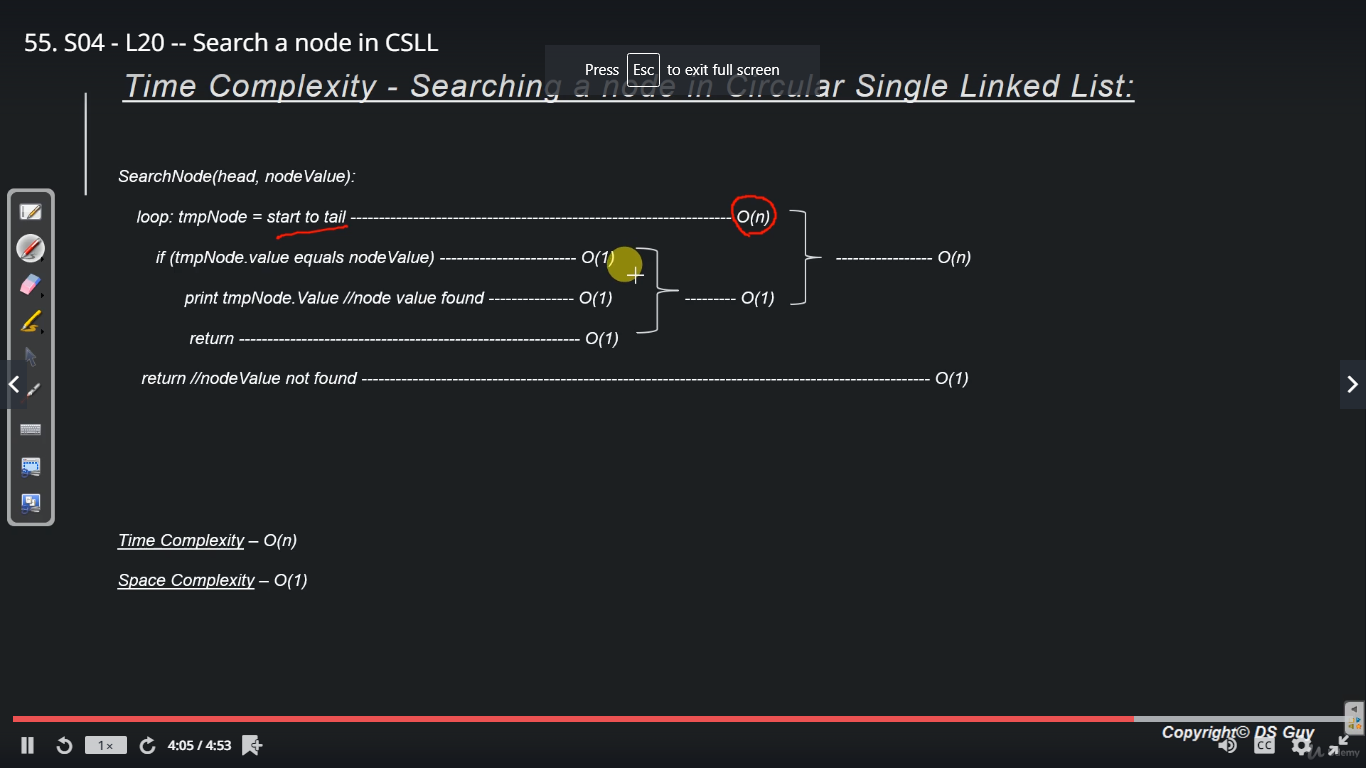 55. S04 - L20 -- Search a node in CSLL
Press Esc to exit full screen
Time Complexity - Searching a node in Circular Single Linked List:
SearchNode(head, nodeValue):
loop: tmpNode = start to tail ------------------------------------------------------------------- O(n)
if (tmpNode.value equals nodeValue) ------------------------ O(1)
----------------- O(n)
print tmpNode.Value //node value found --------------- O(1)
--------- O(1)
return ------------------------------------------------------------ O(1)
return //nodeValue not found ---------------------------------------------------------------------------------------------------- O(1)
Time Complexity – O(n)
Space Complexity – O(1)
Copyright© DS Guy
1×
4:05 / 4:53
CC